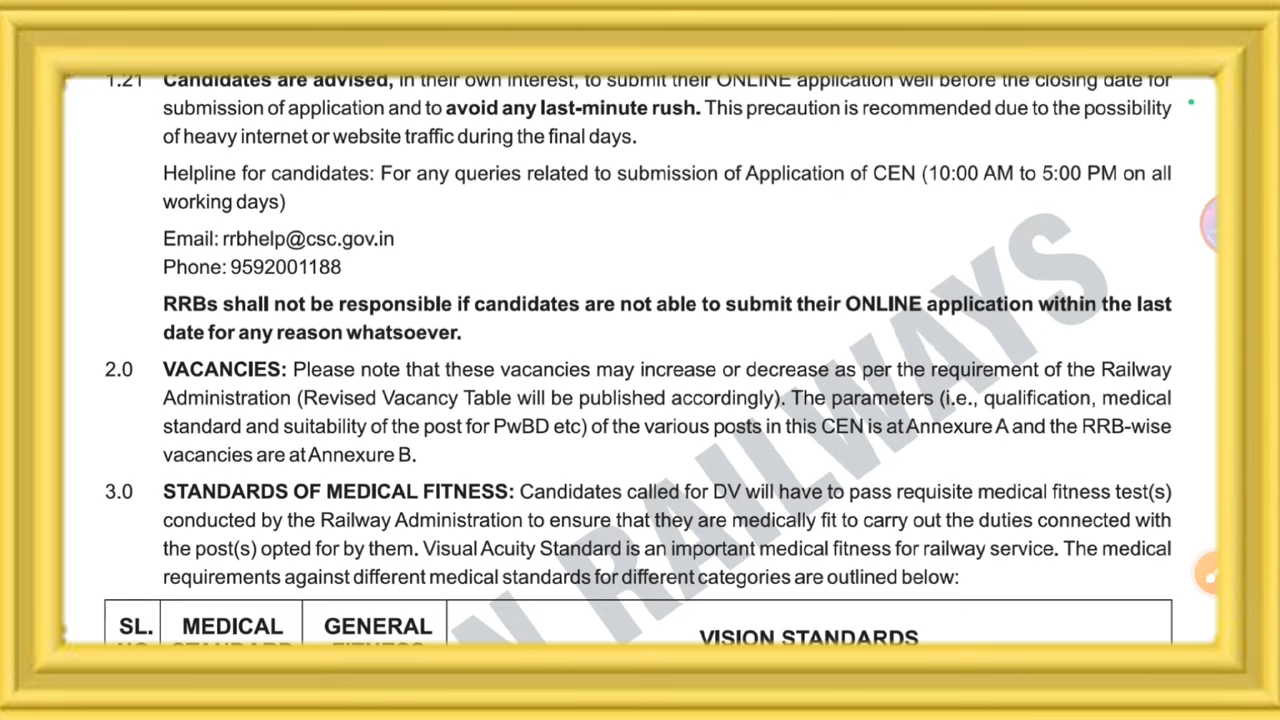 1.21 Candidates are advised, in their own interest, to submit their ONLINE application well before the closing date for
submission of application and to avoid any last-minute rush. This precaution is recommended due to the possibility
of heavy internet or website traffic during the final days.
Helpline for candidates: For any queries related to submission of Application of CEN (10:00 AM to 5:00 PM on all
working days)
Email: rrbhelp@csc.gov.in
Phone: 9592001188
RRBs shall not be responsible if candidates are not able to submit their ONLINE application within the last
date for any reason whatsoever.
2.0 VACANCIES: Please note that these vacancies may increase or decrease as per the requirement of the Railway
Administration (Revised Vacancy Table will be published accordingly). The parameters (i.e., qualification, medical
standard and suitability of the post for PwBD etc) of the various posts in this CEN is at Annexure A and the RRB-wise
vacancies are at Annexure B.
3.0 STANDARDS OF MEDICAL FITNESS: Candidates called for DV will have to pass requisite medical fitness test(s)
conducted by the Railway Administration to ensure that they are medically fit to carry out the duties connected with
the post(s) opted for by them. Visual Acuity Standard is an important medical fitness for railway service. The medical
requirements against different medical standards for different categories are outlined below:
SL. MEDICAL GENERAL
VISION STANDARDS
N RAILWAYS